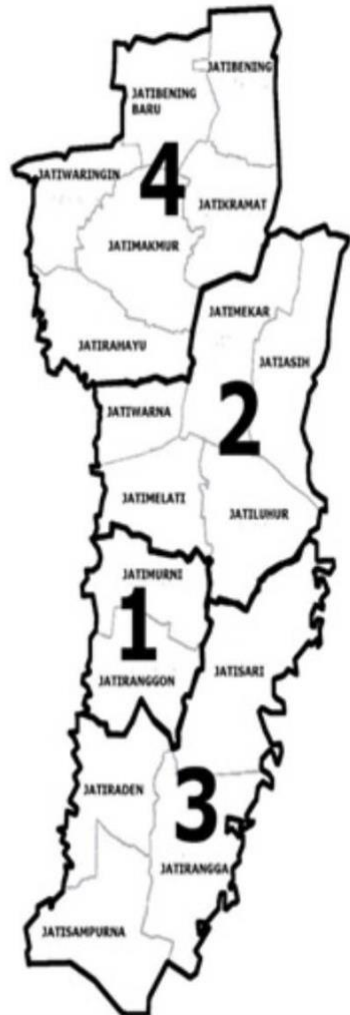 JATIBENING
JATIBENING
BARU
JATIWARINGIN
4
JATIKRAMAT
JATIMAKMUR
JATIMEKAR
JATIRAHAYU
JATIASIH
JATIWARNA
2
JATIMELATI
JATILUHUR
JATIMURNI
1
JATISARI
JATIRANGGON
JATIRADEN
3
JATIRANGGA
JATISAMPURNA